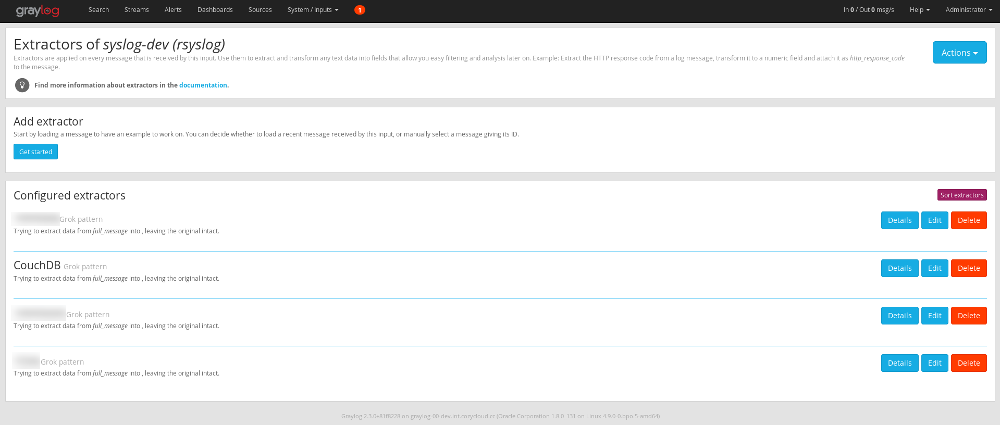 graylog Search Streams Alerts Dashboards Sources System / Inputs 1 In 0 / Out 0 msg/s Help Administrator
Extractors of syslog-dev (rsyslog)
Actions
Extractors are applied on every message that is received by this input. Use them to extract and transform any text data into fields that allow you easy filtering and analysis later on. Example: Extract the HTTP response code from a log message, transform it to a numeric field and attach it as http_response_code
to the message.
Find more information about extractors in the documentation.
Add extractor
Start by loading a message to have an example to work on. You can decide whether to load a recent message received by this input, or manually select a message giving its ID.
Get started
Configured extractors
Sort extractors
Grok pattern
Details Edit Delete
Trying to extract data from full_message into , leaving the original intact.
CouchDB Grok pattern
Details Edit Delete
Trying to extract data from full_message into , leaving the original intact.
Grok pattern
Details Edit Delete
Trying to extract data from full_message into , leaving the original intact.
Grok pattern
Details Edit Delete
Trying to extract data from full_message into , leaving the original intact.